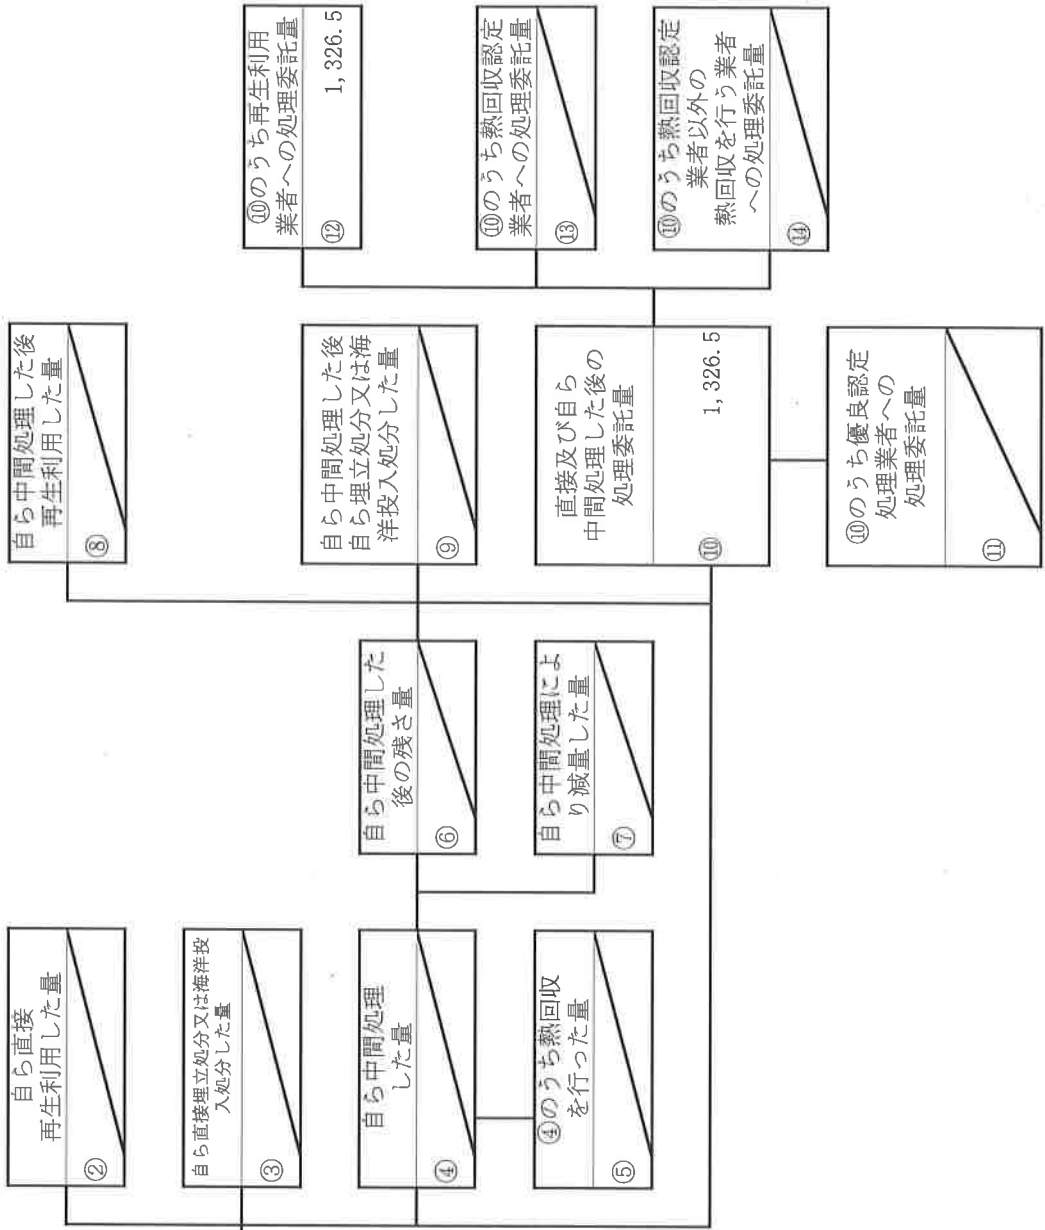 自ら直接
再生利用した量
②
自ら直接埋立処分又は海洋投
入処分した量
③
自ら中間処理
した量
④
④のうち熱回収
を行った量
⑤
自ら中間処理した
後の残さ量
⑥
自ら中間処理によ
り減量した量
⑦
自ら中間処理した後
再生利用した量
⑧
自ら中間処理した後
自ら埋立処分又は海
洋投入処分した量
⑨
直接及び自ら
中間処理した後の
処理委託量
⑩
1,326.5
⑩のうち優良認定
処理業者への
処理委託量
⑪
⑩のうち再生利用
業者への処理委託量
⑫
1,326.5
⑩のうち熱回収認定
業者への処理委託量
⑬
⑩のうち熱回収認定
業者以外の
熱回収を行う業者
への処理委託量
⑭